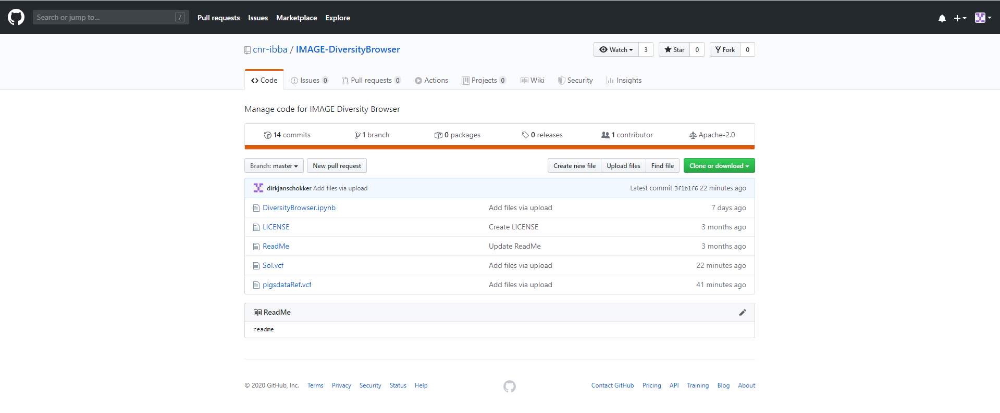 Search or jump to... / Pull requests Issues Marketplace Explore
cnr-ibba / IMAGE-DiversityBrowser Watch 3 Star 0 Fork 0
Code Issues 0 Pull requests 0 Actions Projects 0 Wiki Security Insights
Manage code for IMAGE Diversity Browser
14 commits 1 branch 0 packages 0 releases 1 contributor Apache-2.0
Branch: master New pull request Create new file Upload files Find file Clone or download
dirkjanschokker Add files via upload Latest commit 3f1b1f6 22 minutes ago
DiversityBrowser.ipynb Add files via upload 7 days ago
LICENSE Create LICENSE 3 months ago
ReadMe Update ReadMe 3 months ago
Sol.vcf Add files via upload 22 minutes ago
pigsdataRef.vcf Add files via upload 41 minutes ago
ReadMe
readme
© 2020 GitHub, Inc. Terms Privacy Security Status Help Contact GitHub Pricing API Training Blog About